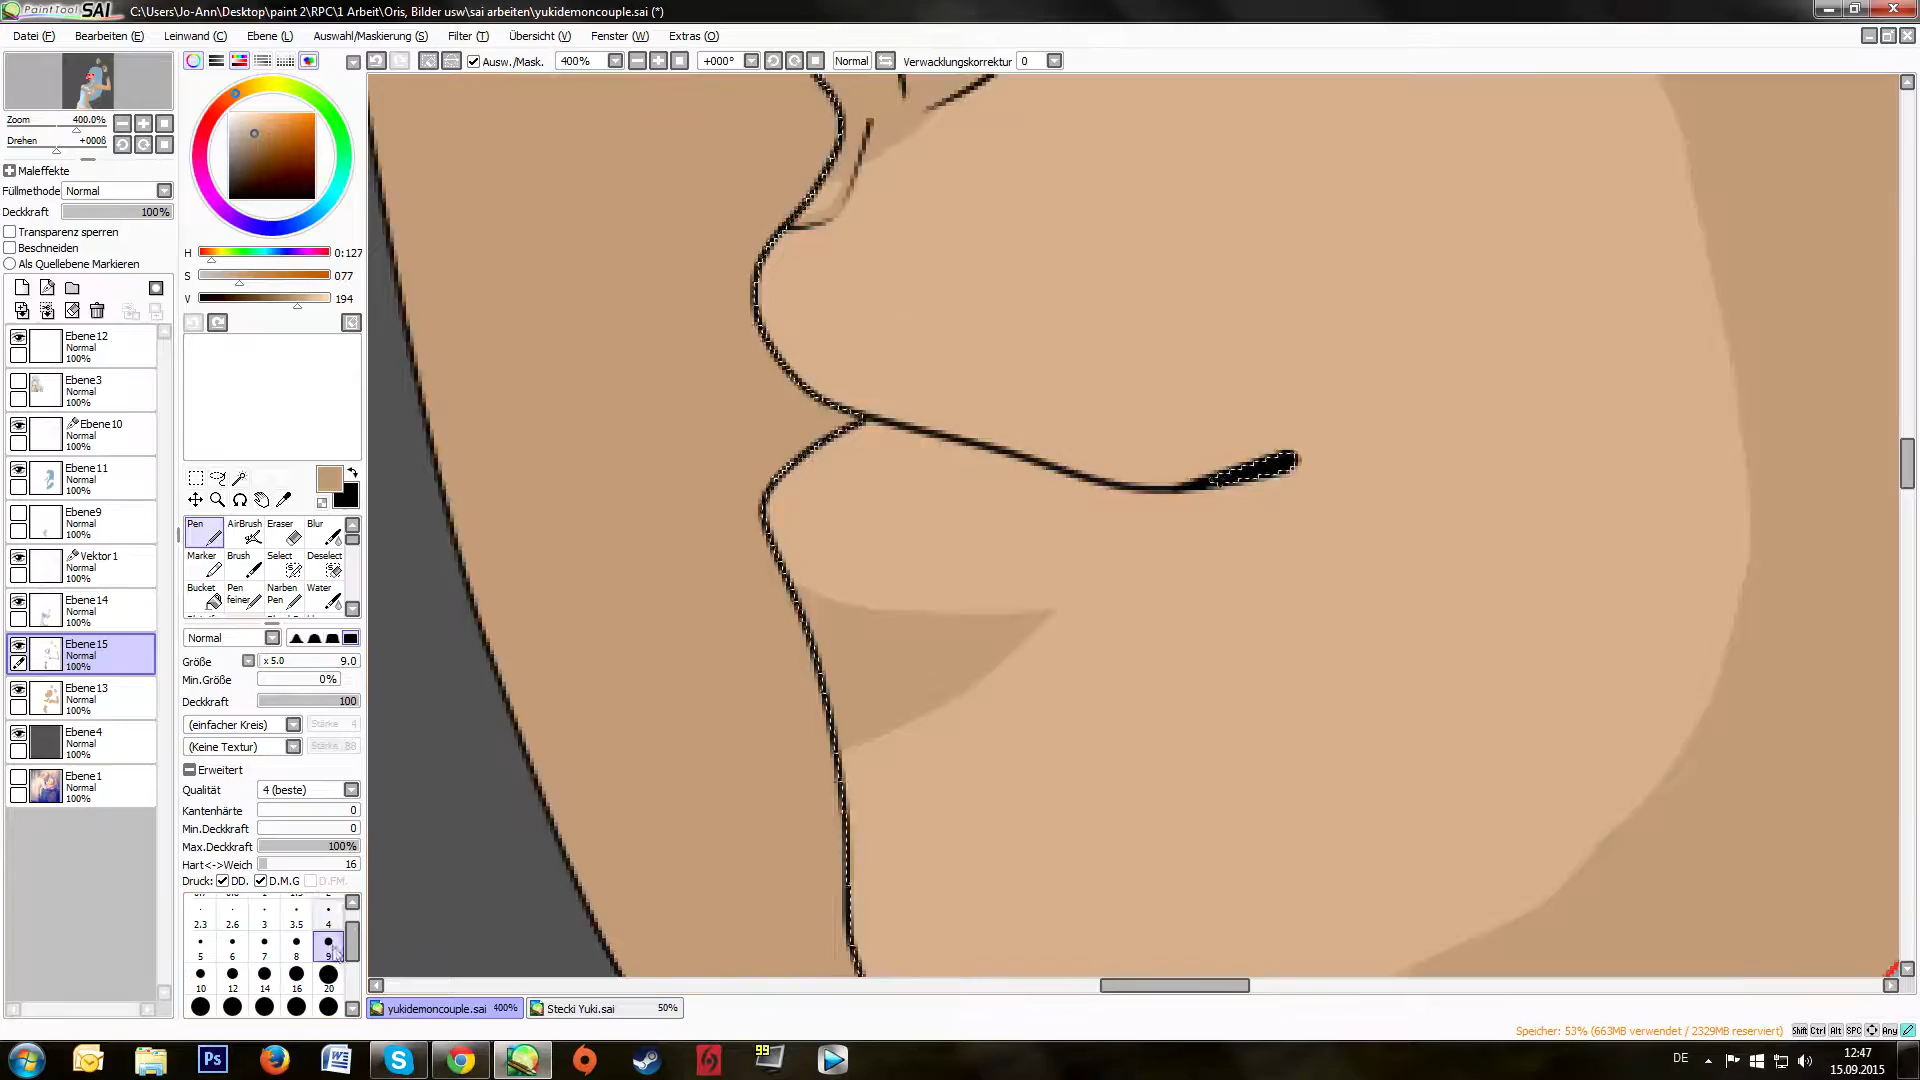 PaintTool SAI C:\Users\Jo-Ann\Desktop\paint 2\RPC\1 Arbeit\Oris, Bilder usw\sai arbeiten\yukidemoncouple.sai (*)
Datei (F) Bearbeiten (E) Leinwand (C) Ebene (L) Auswahl/Maskierung (S) Filter (T) Übersicht (V) Fenster (W) Extras (O)
Ausw./Mask. 400% +000° Normal Verwacklungskorrektur 0
Zoom 400.0%
Drehen +000ß
Maleffekte
Füllmethode Normal
Deckkraft 100%
Transparenz sperren
Beschneiden
Als Quellebene Markieren
H 0:127
S 077
V 194
Ebene12
Normal
100%
Ebene3
Normal
100%
Ebene10
Normal
100%
Ebene11
Normal
100%
Ebene9
Normal
100%
Vektor1
Normal
100%
Ebene14
Normal
100%
Ebene15
Normal
100%
Ebene13
Normal
100%
Ebene4
Normal
100%
Ebene1
Normal
100%
Pen AirBrush Eraser Blur
Marker Brush Select Deselect
Bucket Pen feiner Narben Pen Water
Normal
Größe x 5.0 9.0
Min.Größe 0%
Deckkraft 100
(einfacher Kreis) Stärke 4
(Keine Textur) Stärke 88
Erweitert
Qualität 4 (beste)
Kantenhärte 0
Min.Deckkraft 0
Max.Deckkraft 100%
Hart<->Weich 16
Druck: DD. D.M.G D.FM.
2.3 2.6 3 3.5 4
5 6 7 8 9
10 12 14 16 20
yukidemoncouple.sai 400% Stecki Yuki.sai 50%
Speicher: 53% (663MB verwendet / 2329MB reserviert) Shift Ctrl Alt SPC Any
Ps 99 DE 12:47
15.09.2015